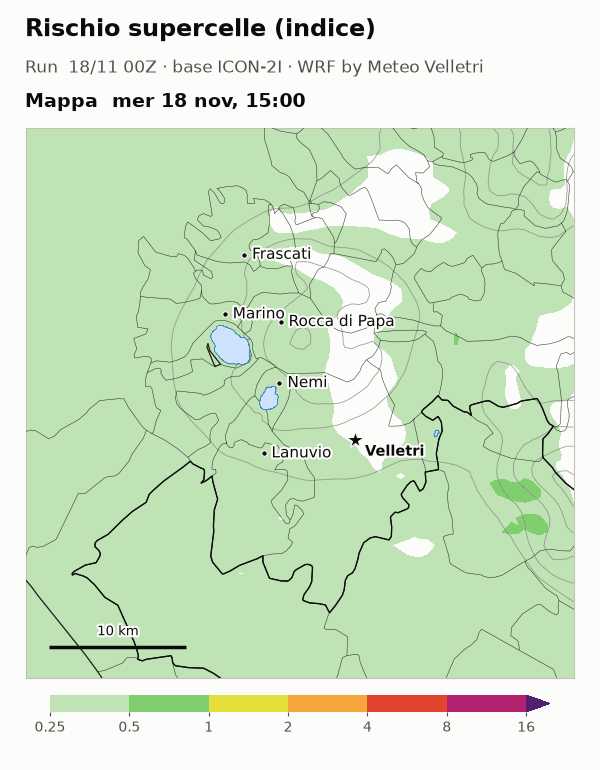 Rischio supercelle (indice)
Run  18/11 00Z · base ICON-2I · WRF by Meteo Velletri
Mappa  mer 18 nov, 15:00
Frascati
Marino
Rocca di Papa
Nemi
Velletri
Lanuvio
10 km
0.25 0.5 1 2 4 8 16